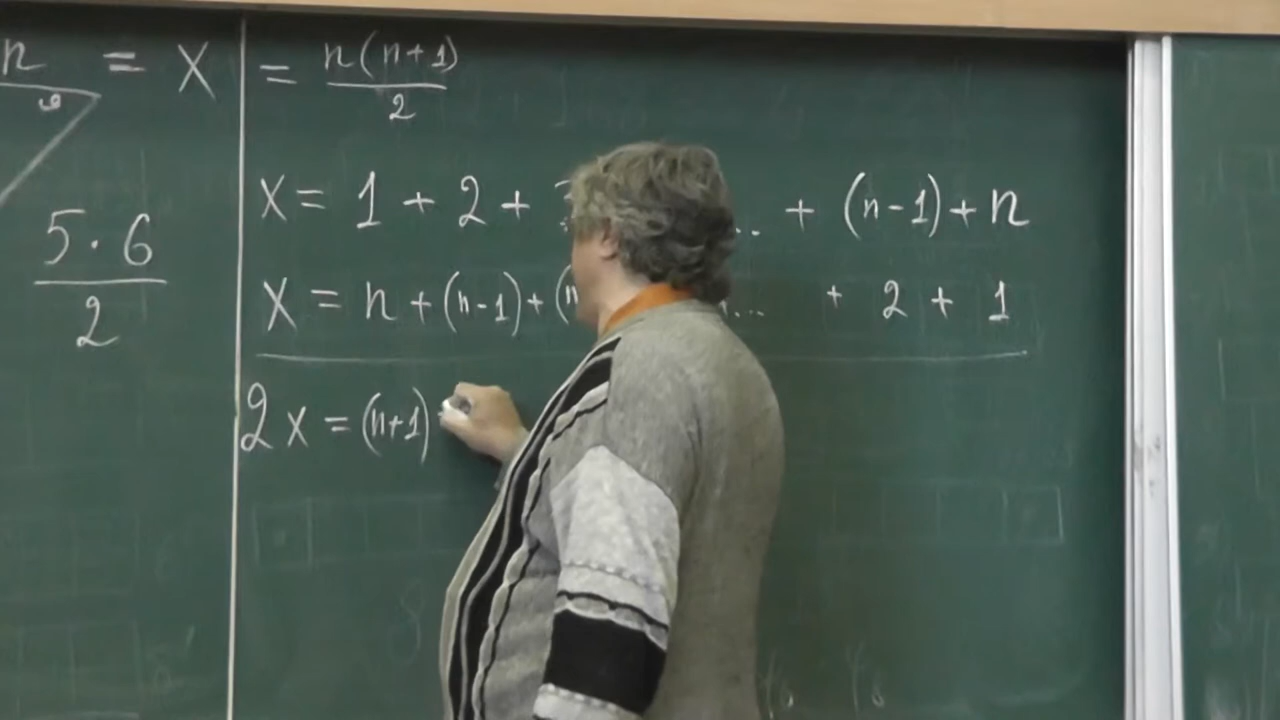 n = x = n(n+1)/2
5·6/2
x = 1 + 2 + ... + (n-1) + n
x = n + (n-1) + (n ... + 2 + 1
2x = (n+1)